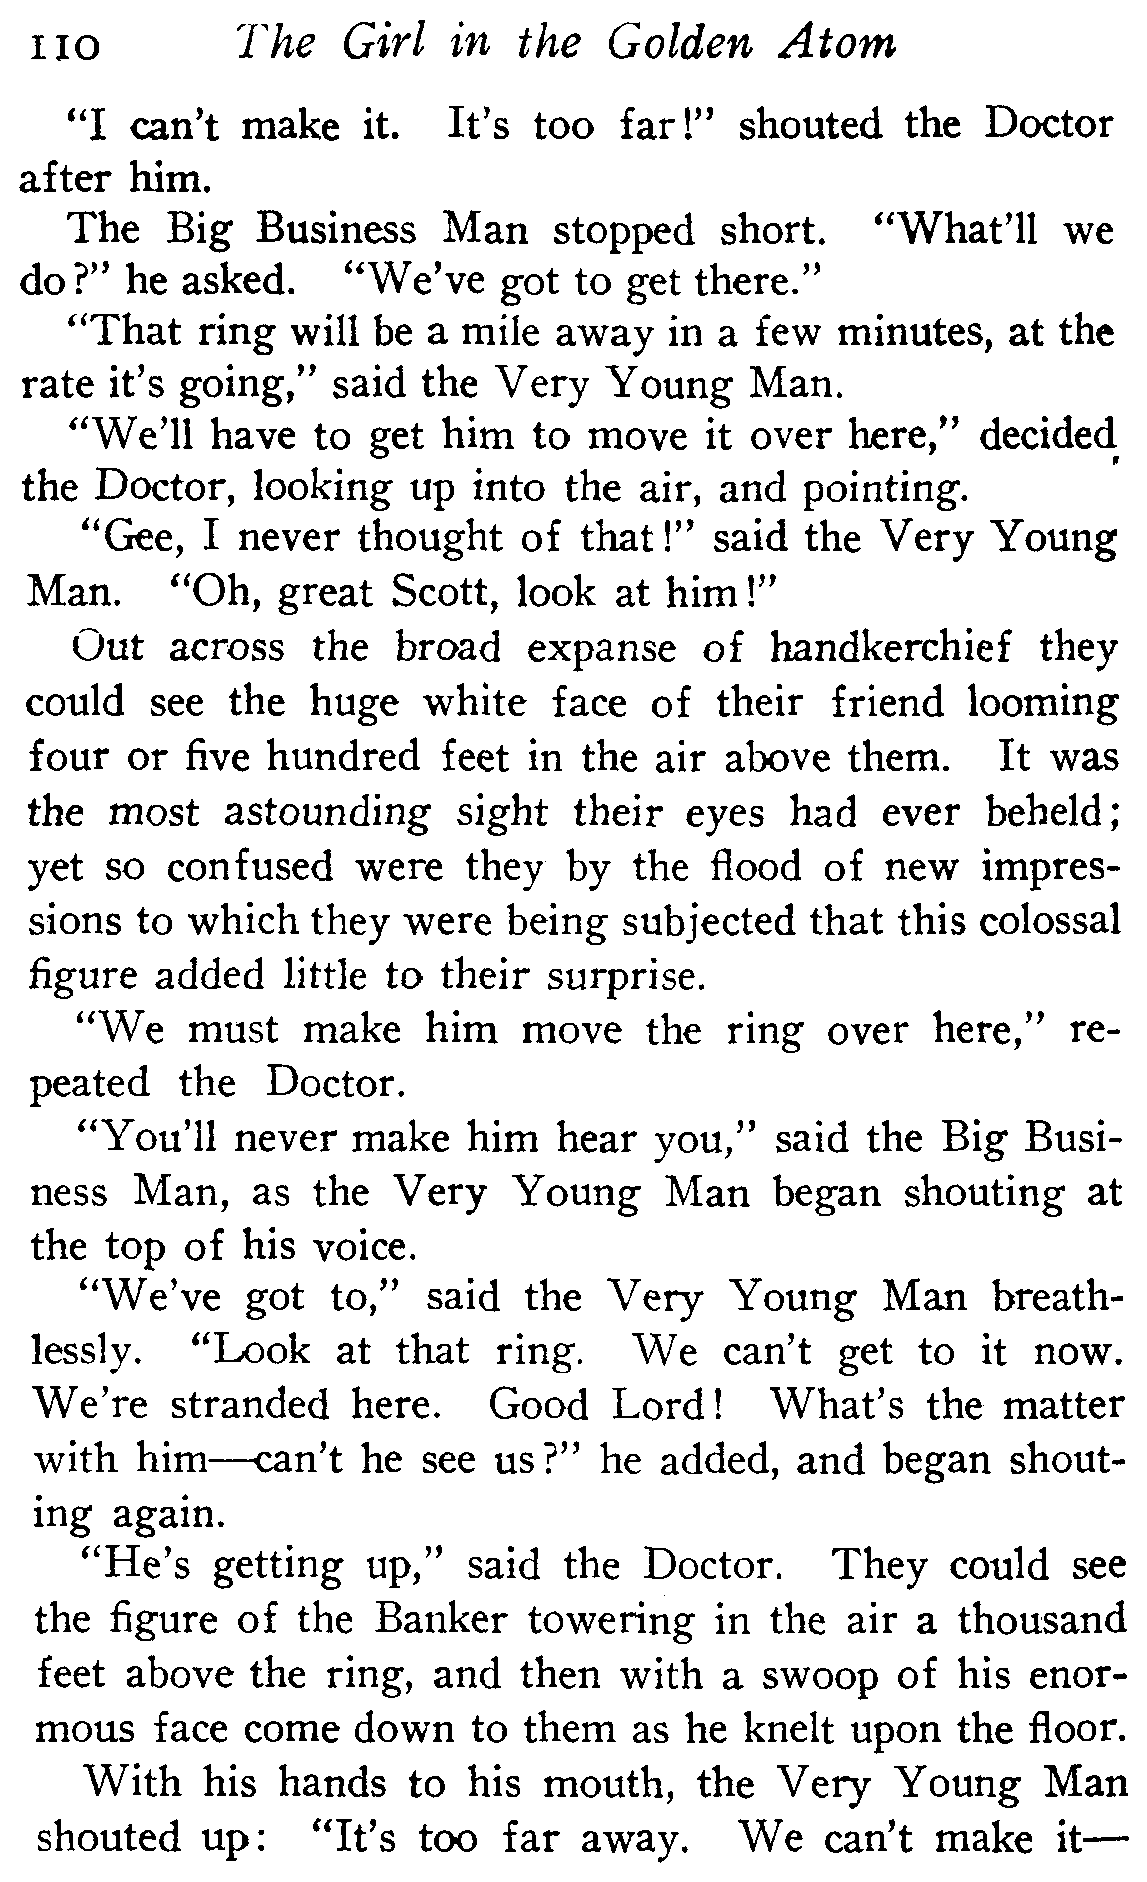 110 The Girl in the Golden Atom
"I can't make it. It's too far!" shouted the Doctor
after him.
The Big Business Man stopped short. "What'll we
do?" he asked. "We've got to get there."
"That ring will be a mile away in a few minutes, at the
rate it's going," said the Very Young Man.
"We'll have to get him to move it over here," decided
the Doctor, looking up into the air, and pointing.
"Gee, I never thought of that!" said the Very Young
Man. "Oh, great Scott, look at him!"
Out across the broad expanse of handkerchief they
could see the huge white face of their friend looming
four or five hundred feet in the air above them. It was
the most astounding sight their eyes had ever beheld;
yet so confused were they by the flood of new impres-
sions to which they were being subjected that this colossal
figure added little to their surprise.
"We must make him move the ring over here," re-
peated the Doctor.
"You'll never make him hear you," said the Big Busi-
ness Man, as the Very Young Man began shouting at
the top of his voice.
"We've got to," said the Very Young Man breath-
lessly. "Look at that ring. We can't get to it now.
We're stranded here. Good Lord! What's the matter
with him—can't he see us?" he added, and began shout-
ing again.
"He's getting up," said the Doctor. They could see
the figure of the Banker towering in the air a thousand
feet above the ring, and then with a swoop of his enor-
mous face come down to them as he knelt upon the floor.
With his hands to his mouth, the Very Young Man
shouted up: "It's too far away. We can't make it—